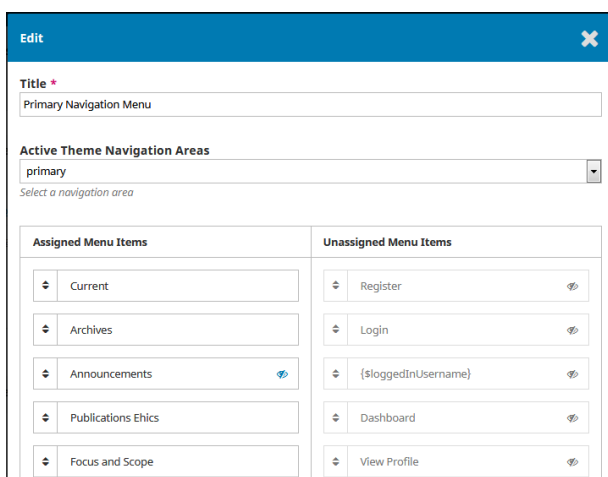 Edit
Title *
Primary Navigation Menu
Active Theme Navigation Areas
primary
Select a navigation area
Assigned Menu Items
Unassigned Menu Items
Current
Register
Archives
Login
Announcements
{$loggedInUsername}
Publications Ehics
Dashboard
Focus and Scope
View Profile